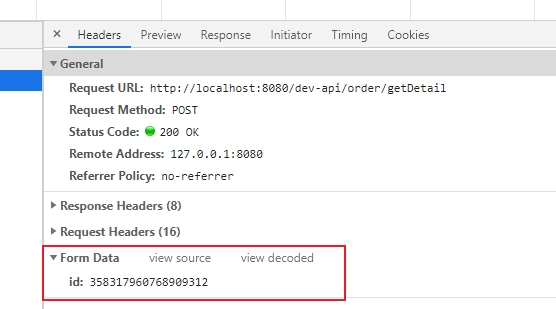 × Headers Preview Response Initiator Timing Cookies
▼ General
Request URL: http://localhost:8080/dev-api/order/getDetail
Request Method: POST
Status Code: 200 OK
Remote Address: 127.0.0.1:8080
Referrer Policy: no-referrer
▶ Response Headers (8)
▶ Request Headers (16)
▼ Form Data view source view decoded
id: 358317960768909312